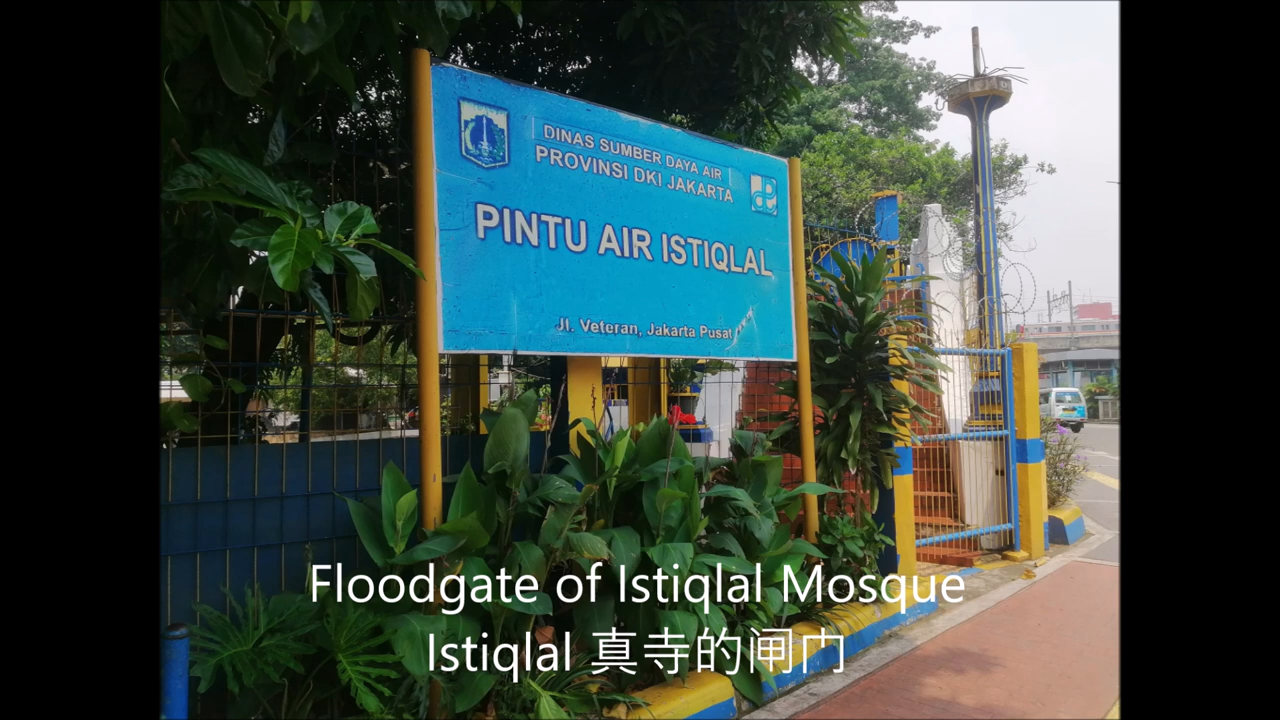 DINAS SUMBER DAYA AIR
PROVINSI DKI JAKARTA
PINTU AIR ISTIQLAL
Jl. Veteran, Jakarta Pusat
Floodgate of Istiqlal Mosque
Istiqlal 真寺的闸门